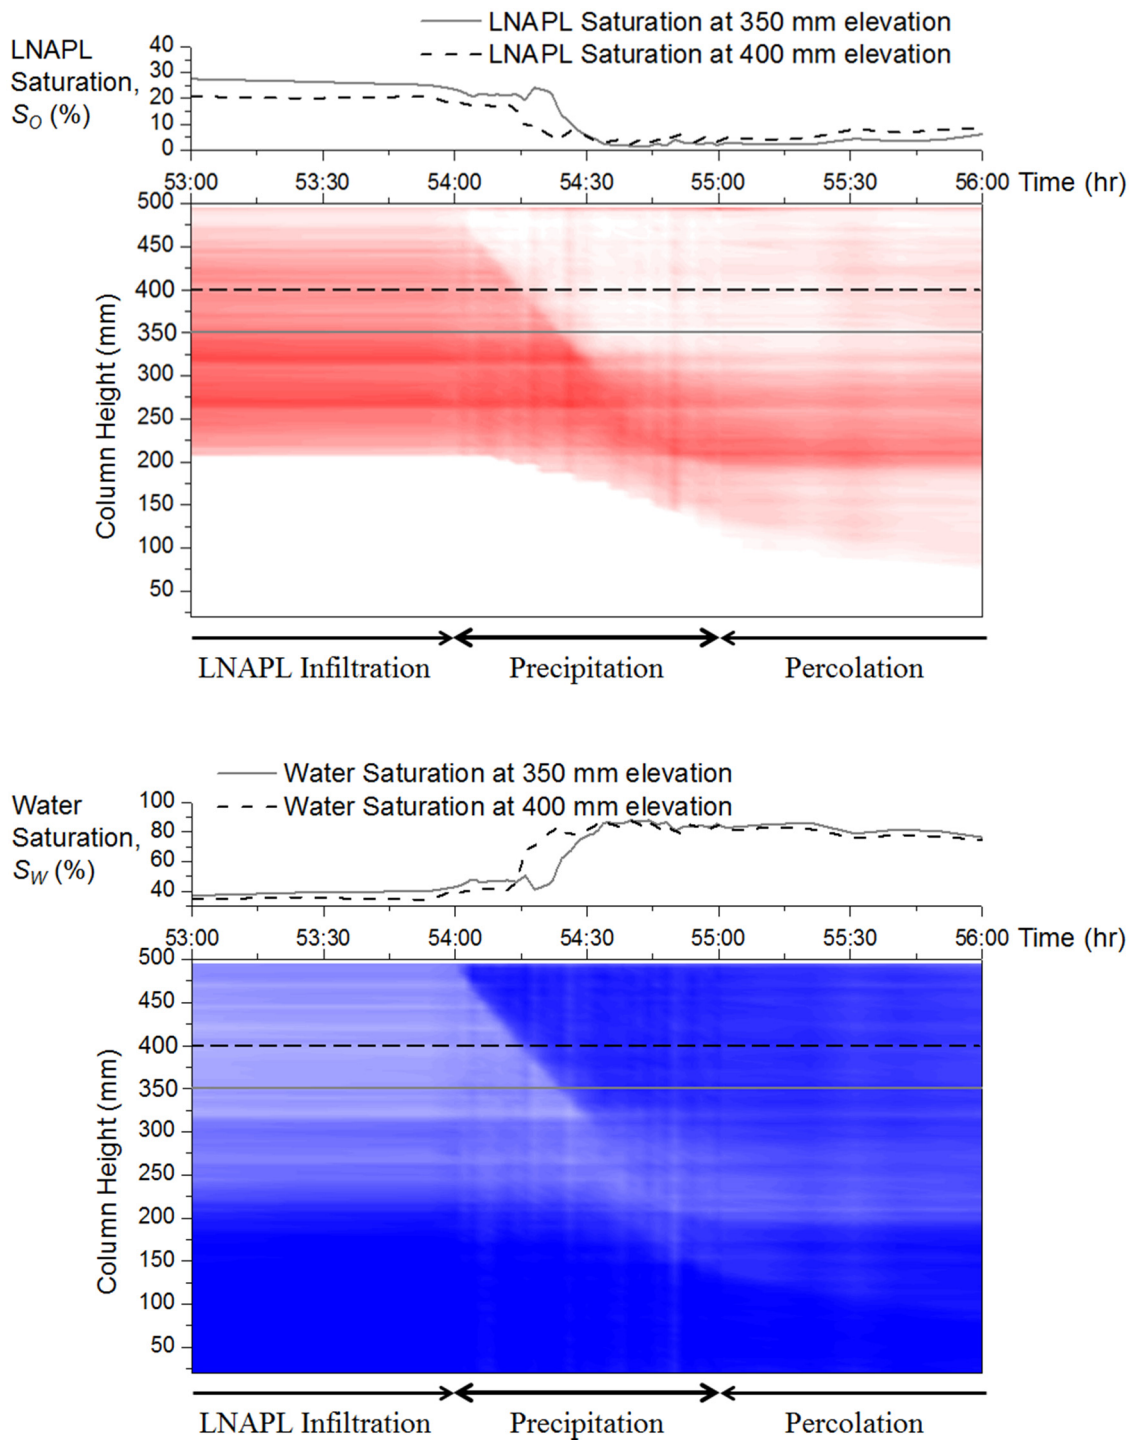 LNAPL Saturation at 350 mm elevation
LNAPL Saturation at 400 mm elevation
LNAPL
Saturation,
S_O (%)
40
30
20
10
0
53:00 53:30 54:00 54:30 55:00 55:30 56:00 Time (hr)
Column Height (mm)
500
450
400
350
300
250
200
150
100
50
LNAPL Infiltration Precipitation Percolation
Water Saturation at 350 mm elevation
Water Saturation at 400 mm elevation
Water
Saturation,
S_W (%)
100
80
60
40
53:00 53:30 54:00 54:30 55:00 55:30 56:00 Time (hr)
Column Height (mm)
500
450
400
350
300
250
200
150
100
50
LNAPL Infiltration Precipitation Percolation